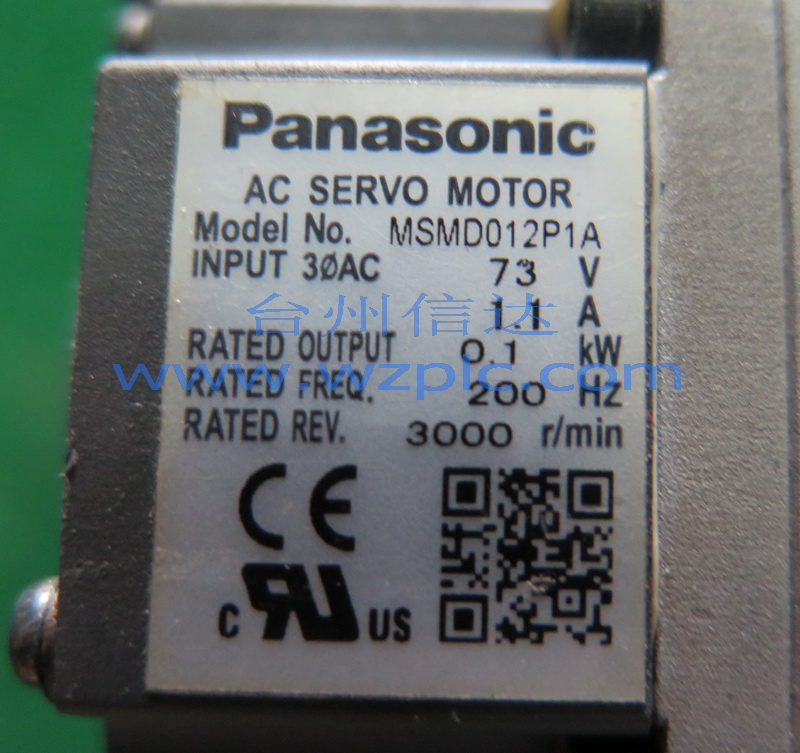 Panasonic
AC SERVO MOTOR
Model No. MSMD012P1A
INPUT 3ØAC 73 V
1.1 A
台州信达
RATED OUTPUT 0.1 kW
www.wzplc.com
RATED FREQ. 200 HZ
RATED REV. 3000 r/min
CE
C RU US